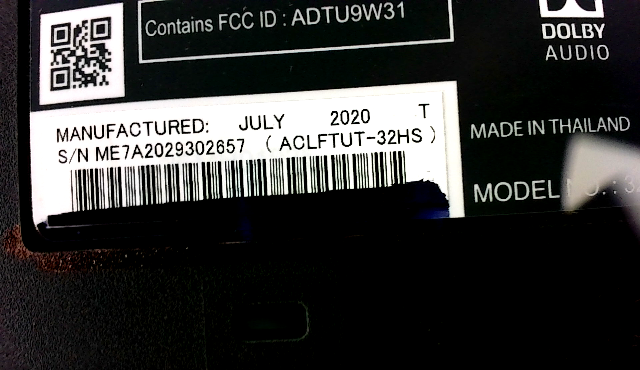 Contains FCC ID : ADTU9W31
DOLBY
AUDIO
MANUFACTURED: JULY 2020 T
S/N ME7A2029302657 ( ACLFTUT-32HS )
MADE IN THAILAND
MODEL